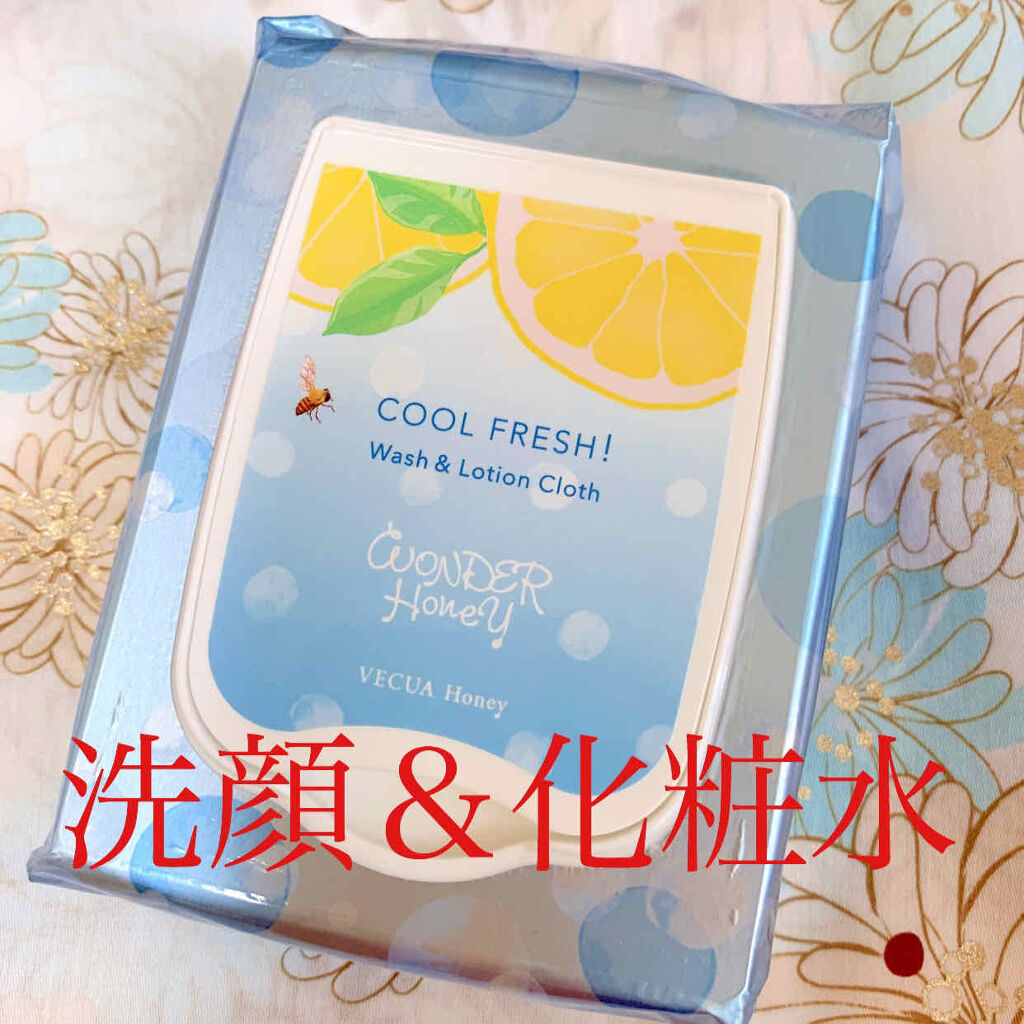 COOL FRESH!
Wash & Lotion Cloth
WONDER
HoneY
VECUA Honey
洗顔＆化粧水